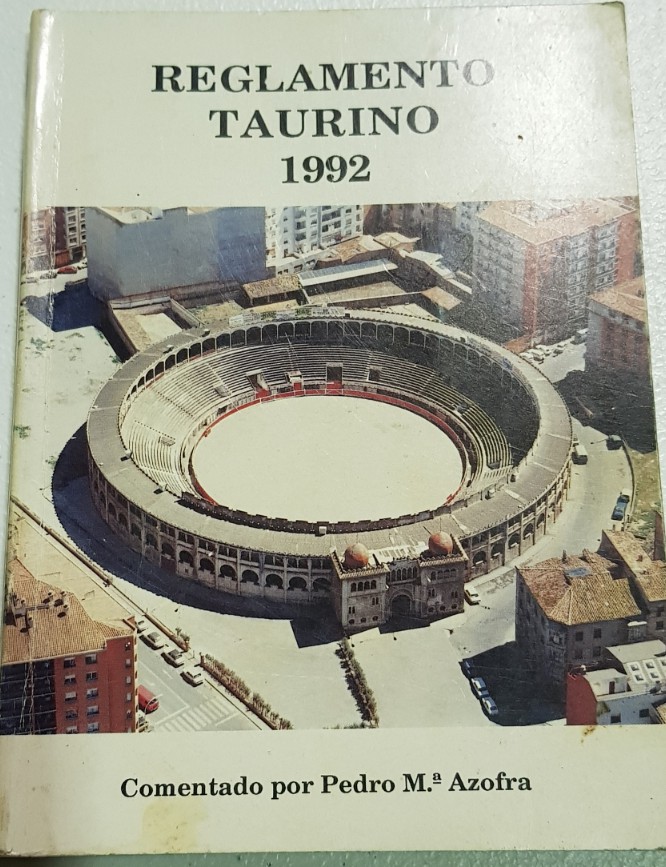 REGLAMENTO
TAURINO
1992
Comentado por Pedro M.ª Azofra